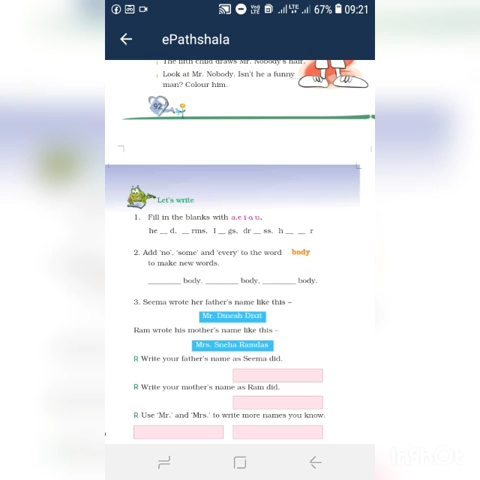 67% 09:21
ePathshala
The fifth child draws Mr. Nobody's hair.
Look at Mr. Nobody. Isn't he a funny
man? Colour him.
92
Let's write
1. Fill in the blanks with a,e i o u.
he __ d. __ rms, l __ gs, dr __ ss. h __ __ r
2. Add 'no', 'some' and 'every' to the word body
to make new words.
________ body. ________ body, ________ body.
3. Seema wrote her father's name like this –
Mr. Dinesh Dixit
Ram wrote his mother's name like this –
Mrs. Sneha Ramdas
R Write your father's name as Seema did.
R Write your mother's name as Ram did.
R Use 'Mr.' and 'Mrs.' to write more names you know.